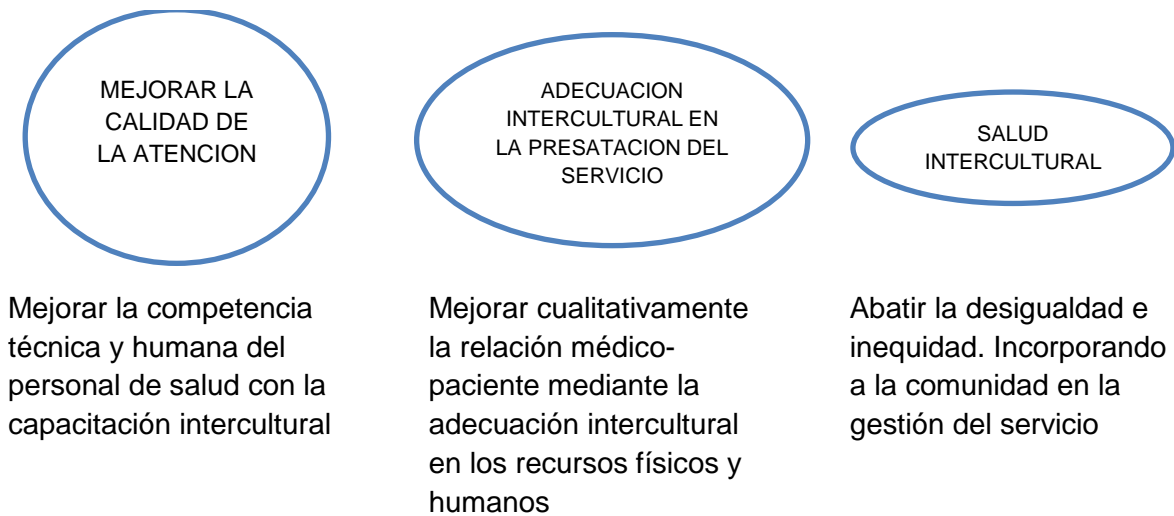 MEJORAR LA
CALIDAD DE
LA ATENCION
ADECUACION
INTERCULTURAL EN
LA PRESATACION DEL
SERVICIO
SALUD
INTERCULTURAL
Mejorar la competencia
técnica y humana del
personal de salud con la
capacitación intercultural
Mejorar cualitativamente
la relación médico-
paciente mediante la
adecuación intercultural
en los recursos físicos y
humanos
Abatir la desigualdad e
inequidad. Incorporando
a la comunidad en la
gestión del servicio